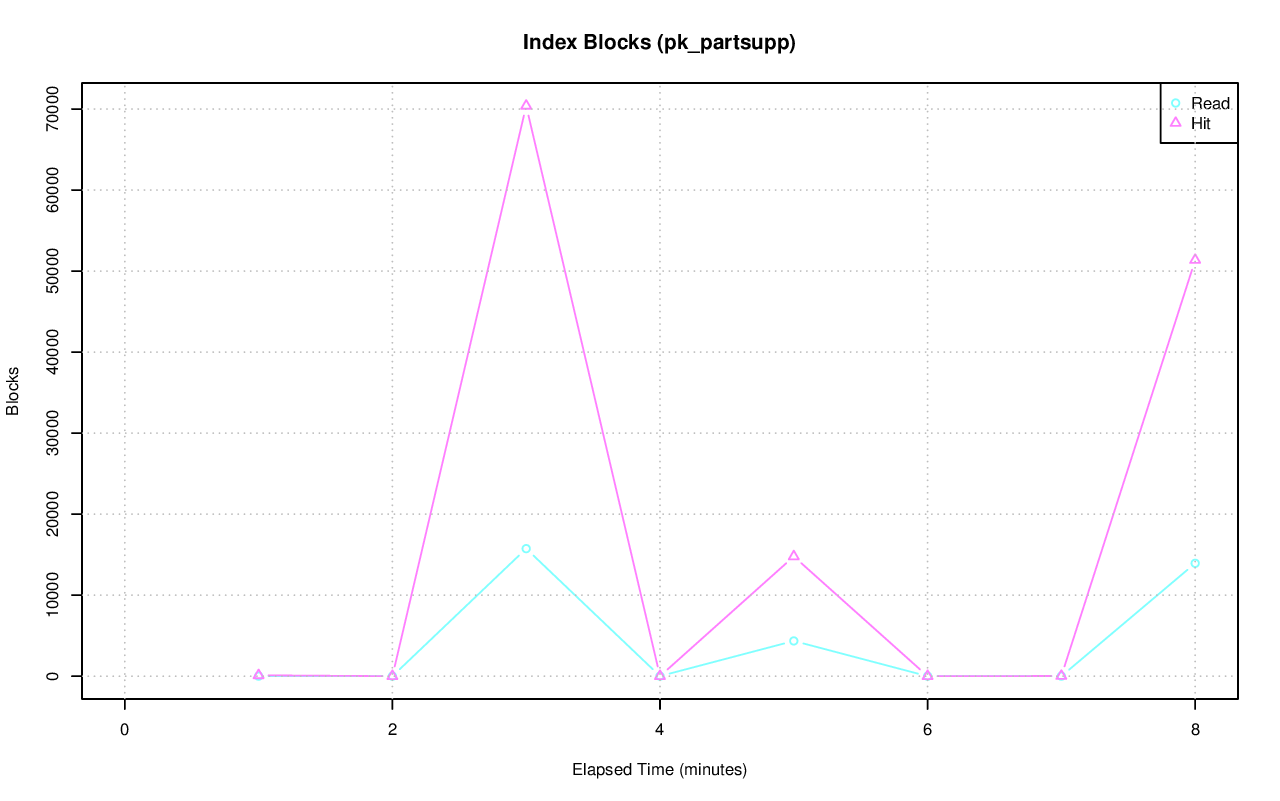 Index Blocks (pk_partsupp)
Read
Hit
Blocks
70000
60000
50000
40000
30000
20000
10000
0
0 2 4 6 8
Elapsed Time (minutes)